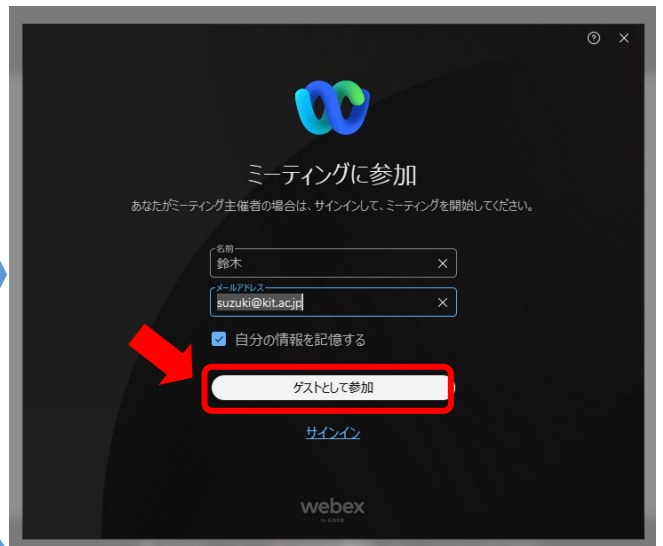 ミーティングに参加
あなたがミーティング主催者の場合は、サインインして、ミーティングを開始してください。
名前
鈴木
メールアドレス
suzuki@kit.ac.jp
自分の情報を記憶する
ゲストとして参加
サインイン
webex
by CISCO